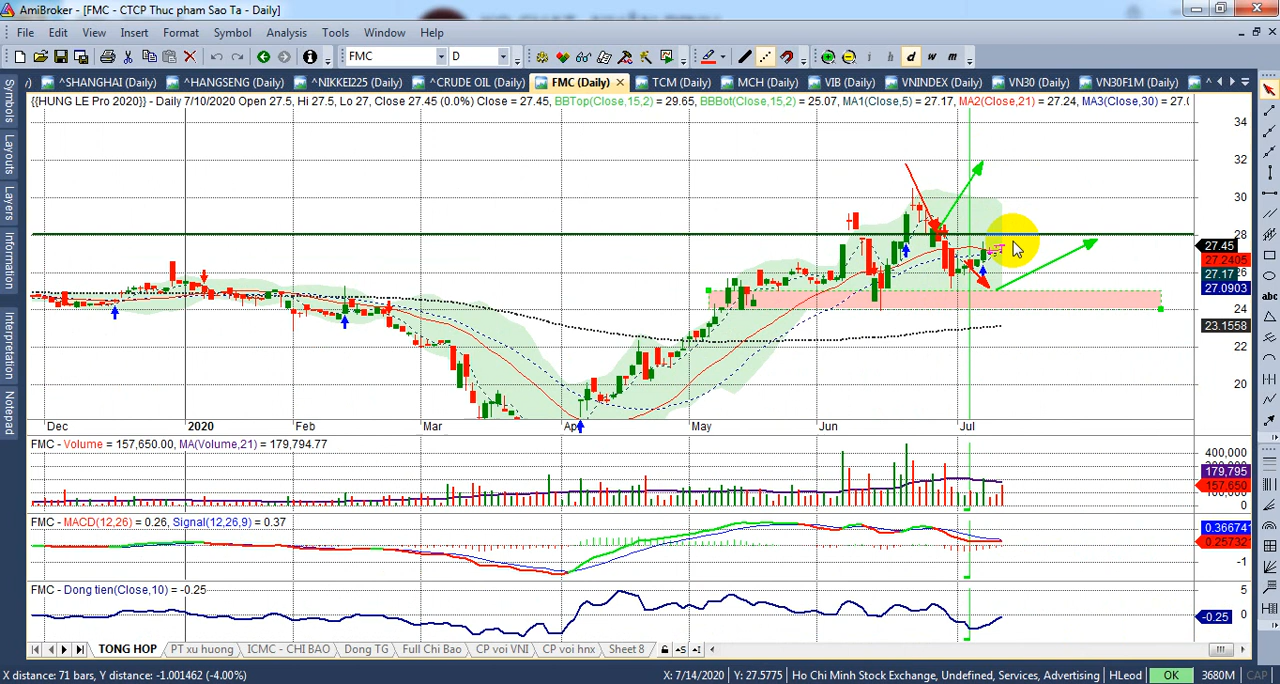 AmiBroker - [FMC - CTCP Thuc pham Sao Ta - Daily]
File Edit View Insert Format Symbol Analysis Tools Window Help
FMC D i h d w m
^SHANGHAI (Daily) ^HANGSENG (Daily) ^NIKKEI225 (Daily) ^CRUDE OIL (Daily) FMC (Daily) TCM (Daily) MCH (Daily) VIB (Daily) VNINDEX (Daily) VN30 (Daily) VN30F1M (Daily)
{{HUNG LE Pro 2020}} - Daily 7/10/2020 Open 27.5, Hi 27.5, Lo 27, Close 27.45 (0.0%) Close = 27.45, BBTop(Close,15,2) = 29.65, BBBot(Close,15,2) = 25.07, MA1(Close,5) = 27.17, MA2(Close,21) = 27.24, MA3(Close,30) = 27.0
Symbols
Layouts
Layers
Information
Interpretation
Notepad
34
32
30
28
27.45
27.2405
27.17
26
27.0903
24
23.1558
22
20
Dec 2020 Feb Mar Apr May Jun Jul
FMC - Volume = 157,650.00, MA(Volume,21) = 179,794.77
400,000
179,795
157,650
0
FMC - MACD(12,26) = 0.26, Signal(12,26,9) = 0.37
0.366741
0.257321
-1
FMC - Dong tien(Close,10) = -0.25
5
0
-0.25
TONG HOP PT xu huong ICMC - CHI BAO Dong TG Full Chi Bao CP voi VNI CP voi hnx Sheet 8
X distance: 71 bars, Y distance: -1.001462 (-4.00%) X: 7/14/2020 Y: 27.5775 Ho Chi Minh Stock Exchange, Undefined, Services, Advertising HLeod OK 3680M CAP
abc